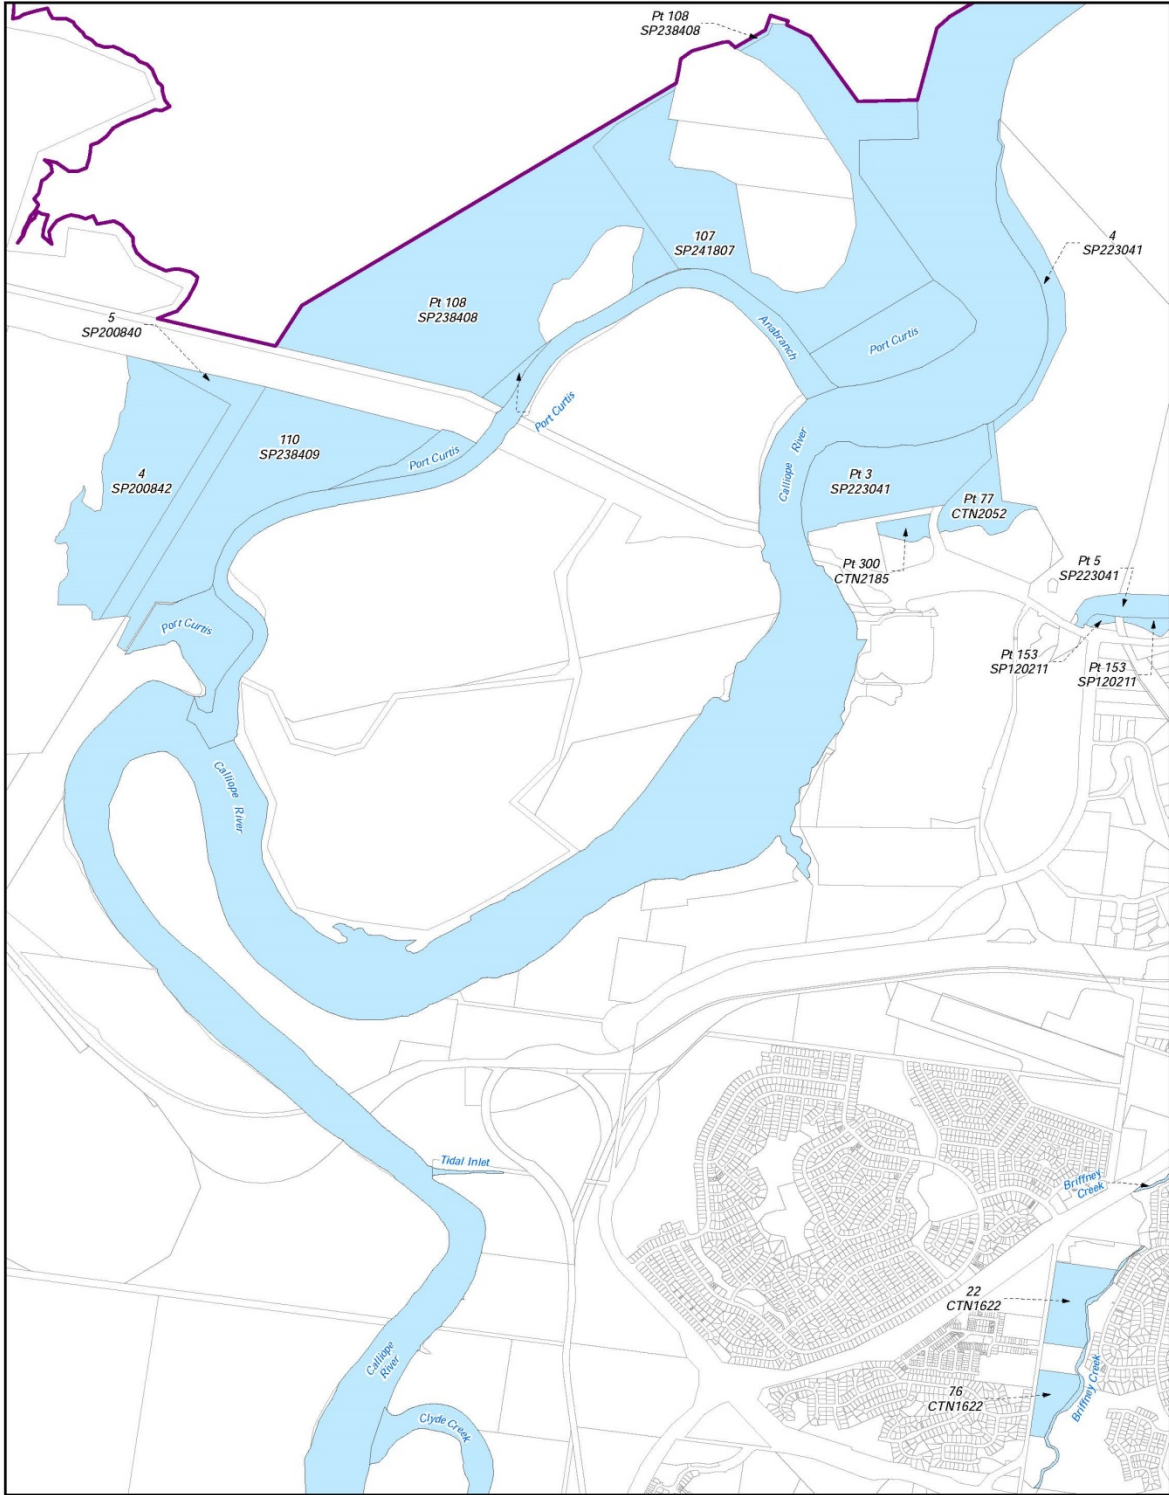 Pt 108
SP238408
107
SP241807
4
SP223041
Pt 108
SP238408
5
SP200840
Anabranch
Port Curtis
Port Curtis
110
SP238409
Port Curtis
Calliope River
4
SP200842
Pt 3
SP223041
Pt 77
CTN2052
Pt 300
CTN2185
Pt 5
SP223041
Port Curtis
Pt 153
SP120211
Pt 153
SP120211
Calliope River
Tidal Inlet
Briffney
Creek
22
CTN1622
Calliope
River
76
CTN1622
Briffney Creek
Clyde Creek